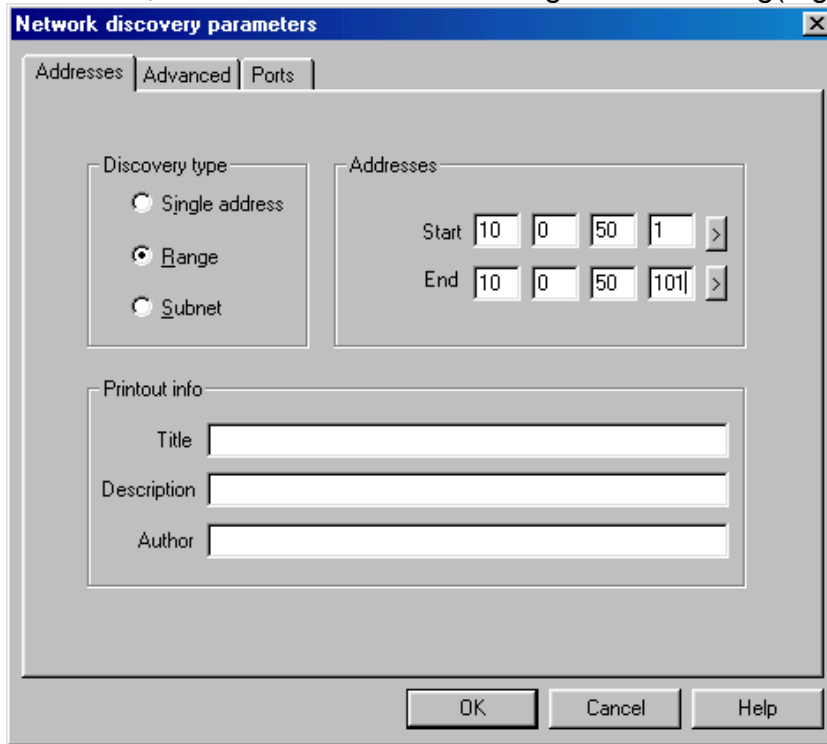 Network discovery parameters
Addresses Advanced Ports
Discovery type
Single address
Range
Subnet
Addresses
Start 10 0 50 1 >
End 10 0 50 101 >
Printout info
Title
Description
Author
OK Cancel Help